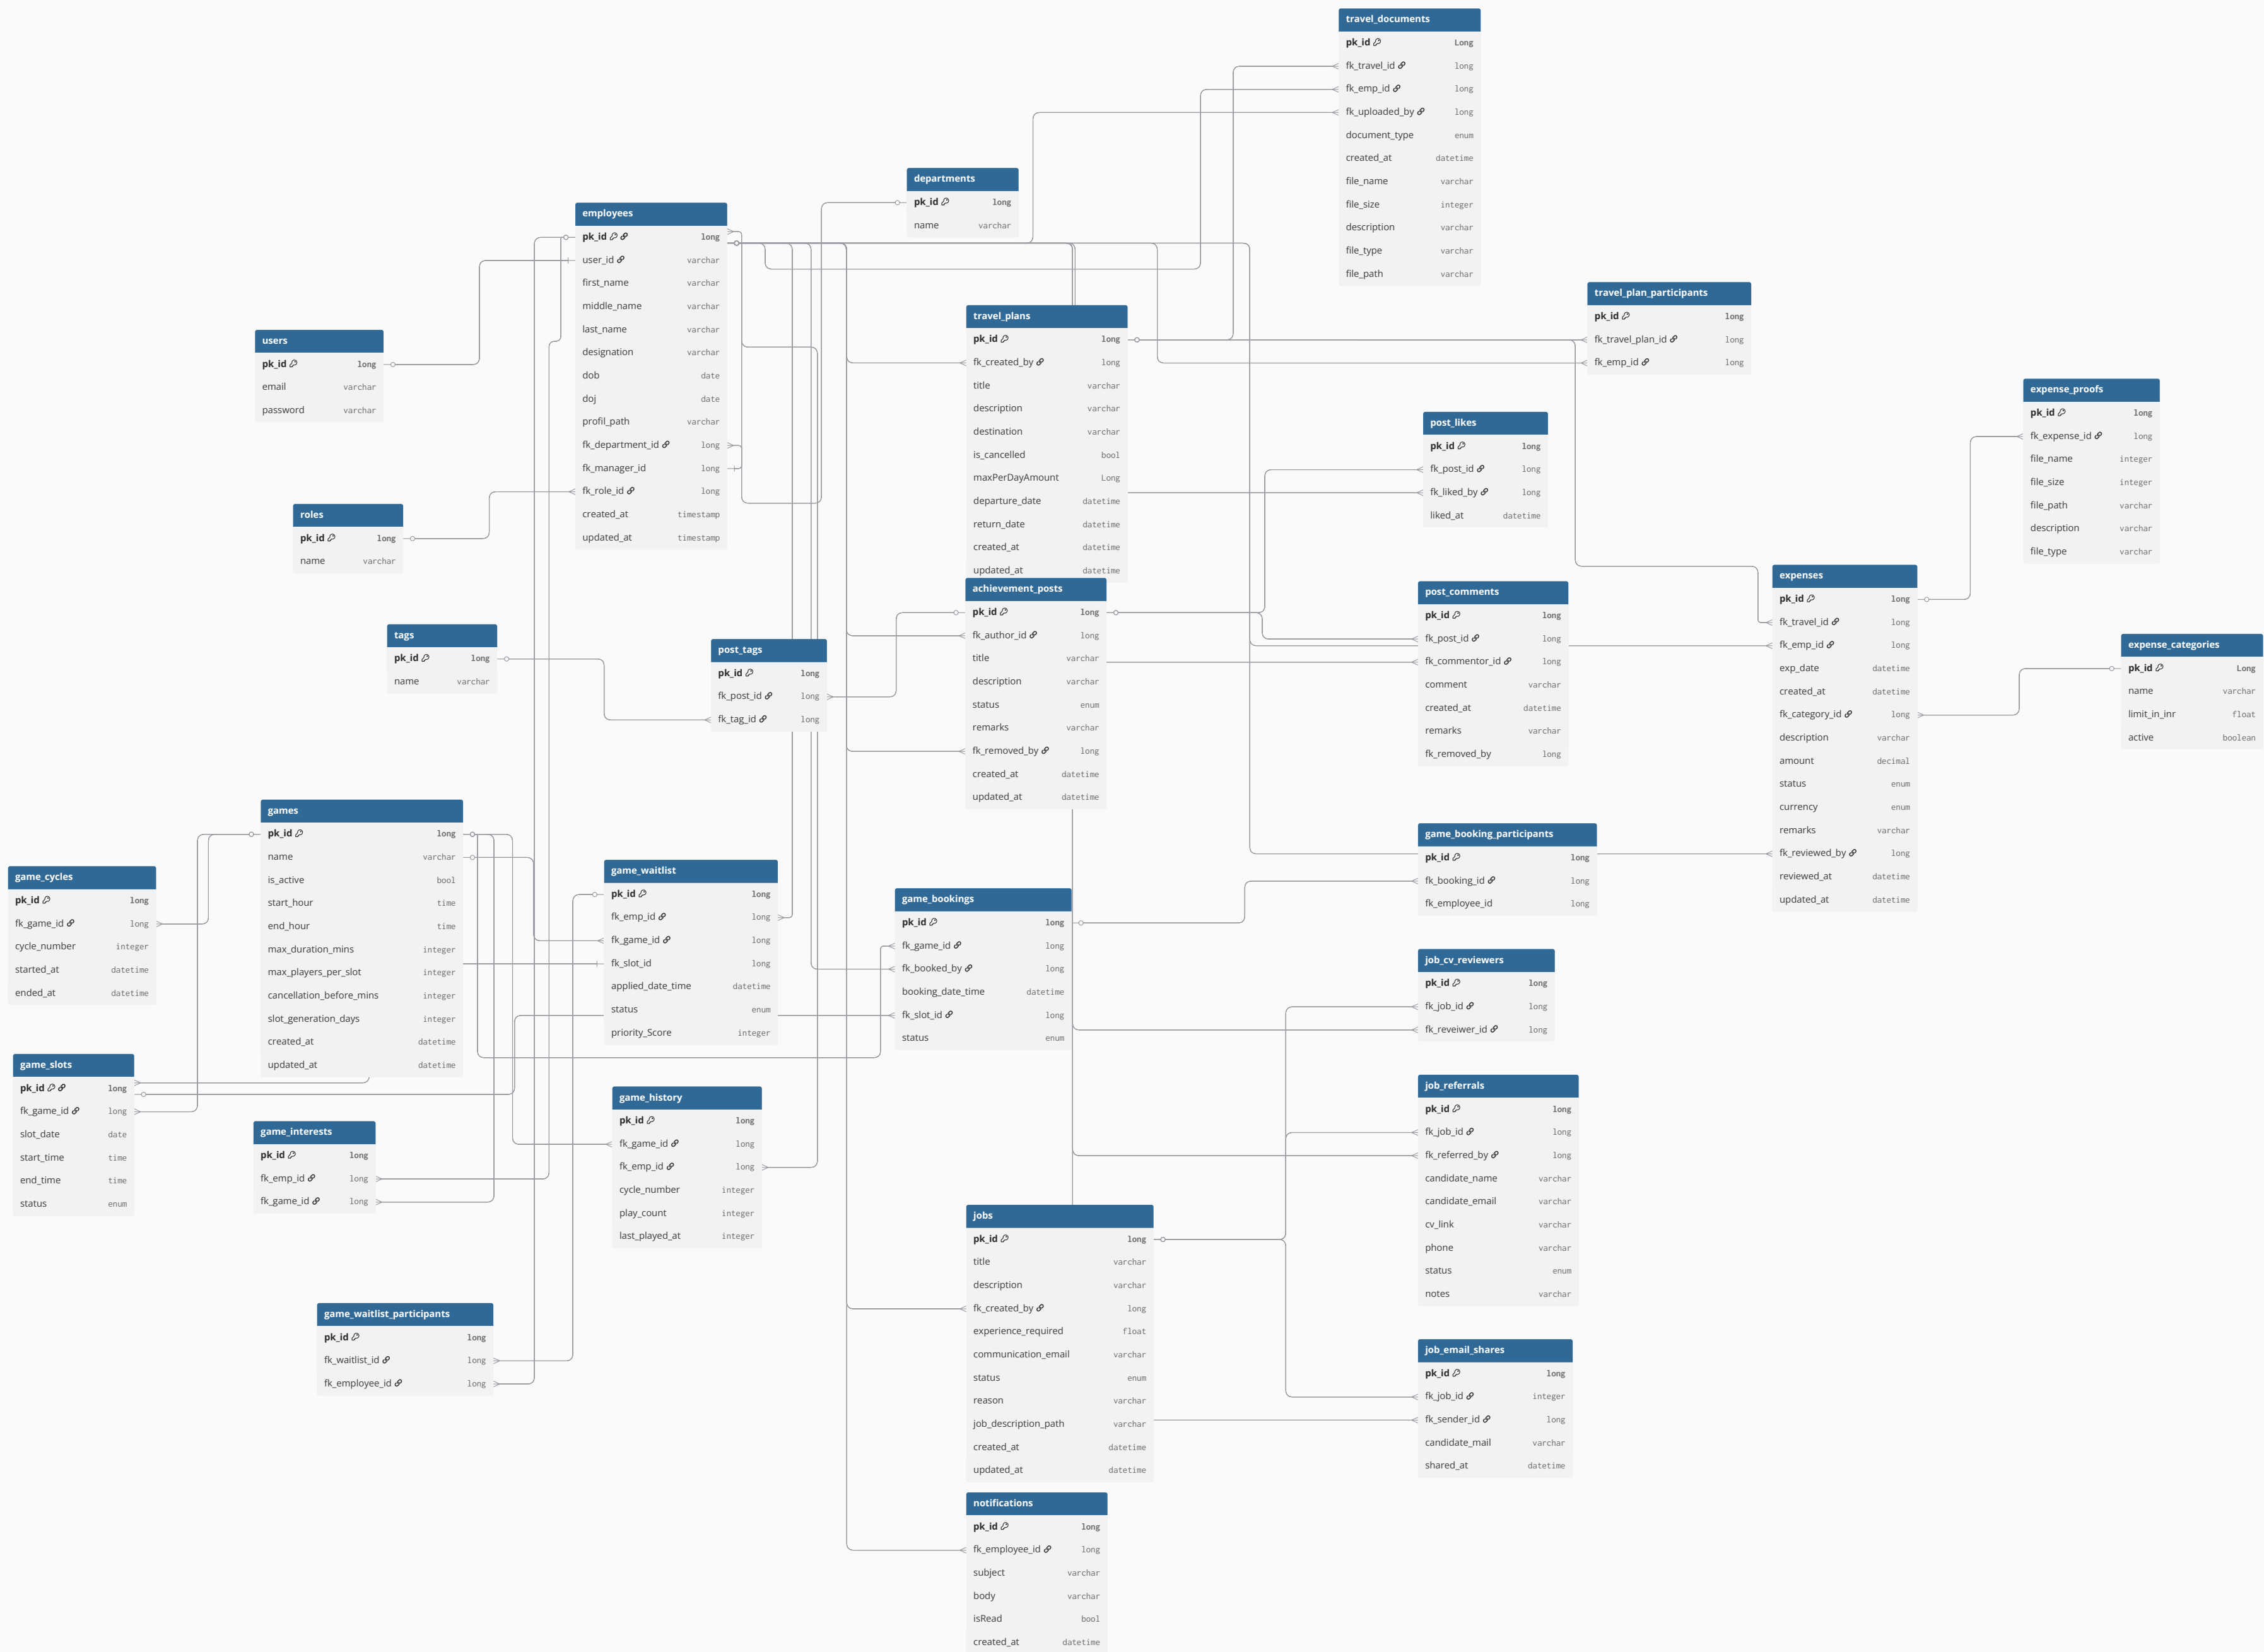 travel_documents
pk_id Long
fk_travel_id long
fk_emp_id long
fk_uploaded_by long
document_type enum
created_at datetime
file_name varchar
file_size integer
description varchar
file_type varchar
file_path varchar
departments
pk_id long
name varchar
employees
pk_id long
user_id varchar
first_name varchar
middle_name varchar
last_name varchar
designation varchar
dob date
doj date
profil_path varchar
fk_department_id long
fk_manager_id long
fk_role_id long
created_at timestamp
updated_at timestamp
travel_plan_participants
pk_id long
fk_travel_plan_id long
fk_emp_id long
travel_plans
pk_id long
fk_created_by long
title varchar
description varchar
destination varchar
is_cancelled bool
maxPerDayAmount Long
departure_date datetime
return_date datetime
created_at datetime
updated_at datetime
users
pk_id long
email varchar
password varchar
expense_proofs
pk_id long
fk_expense_id long
file_name integer
file_size integer
file_path varchar
description varchar
file_type varchar
post_likes
pk_id long
fk_post_id long
fk_liked_by long
liked_at datetime
roles
pk_id long
name varchar
expenses
pk_id long
fk_travel_id long
fk_emp_id long
exp_date datetime
created_at datetime
fk_category_id long
description varchar
amount decimal
status enum
currency enum
remarks varchar
fk_reviewed_by long
reviewed_at datetime
updated_at datetime
achievement_posts
pk_id long
fk_author_id long
title varchar
description varchar
status enum
remarks varchar
fk_removed_by long
created_at datetime
updated_at datetime
post_comments
pk_id long
fk_post_id long
fk_commentor_id long
comment varchar
created_at datetime
remarks varchar
fk_removed_by long
tags
pk_id long
name varchar
post_tags
pk_id long
fk_post_id long
fk_tag_id long
expense_categories
pk_id Long
name varchar
limit_in_inr float
active boolean
games
pk_id long
name varchar
is_active bool
start_hour time
end_hour time
max_duration_mins integer
max_players_per_slot integer
cancellation_before_mins integer
slot_generation_days integer
created_at datetime
updated_at datetime
game_booking_participants
pk_id long
fk_booking_id long
fk_employee_id long
game_cycles
pk_id long
fk_game_id long
cycle_number integer
started_at datetime
ended_at datetime
game_waitlist
pk_id long
fk_emp_id long
fk_game_id long
fk_slot_id long
applied_date_time datetime
status enum
priority_Score integer
game_bookings
pk_id long
fk_game_id long
fk_booked_by long
booking_date_time datetime
fk_slot_id long
status enum
job_cv_reviewers
pk_id long
fk_job_id long
fk_reveiwer_id long
game_slots
pk_id long
fk_game_id long
slot_date date
start_time time
end_time time
status enum
game_history
pk_id long
fk_game_id long
fk_emp_id long
cycle_number integer
play_count integer
last_played_at integer
job_referrals
pk_id long
fk_job_id long
fk_referred_by long
candidate_name varchar
candidate_email varchar
cv_link varchar
phone varchar
status enum
notes varchar
game_interests
pk_id long
fk_emp_id long
fk_game_id long
jobs
pk_id long
title varchar
description varchar
fk_created_by long
experience_required float
communication_email varchar
status enum
reason varchar
job_description_path varchar
created_at datetime
updated_at datetime
game_waitlist_participants
pk_id long
fk_waitlist_id long
fk_employee_id long
job_email_shares
pk_id long
fk_job_id integer
fk_sender_id long
candidate_mail varchar
shared_at datetime
notifications
pk_id long
fk_employee_id long
subject varchar
body varchar
isRead bool
created_at datetime